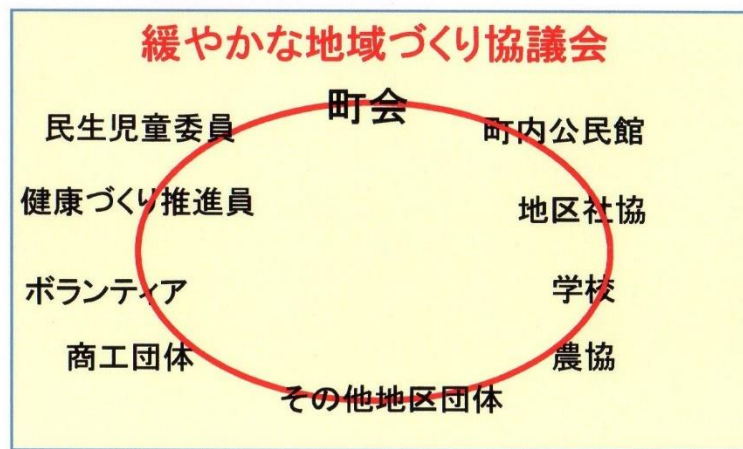 緩やかな地域づくり協議会
町会
民生児童委員
町内公民館
健康づくり推進員
地区社協
ボランティア
学校
商工団体
農協
その他地区団体